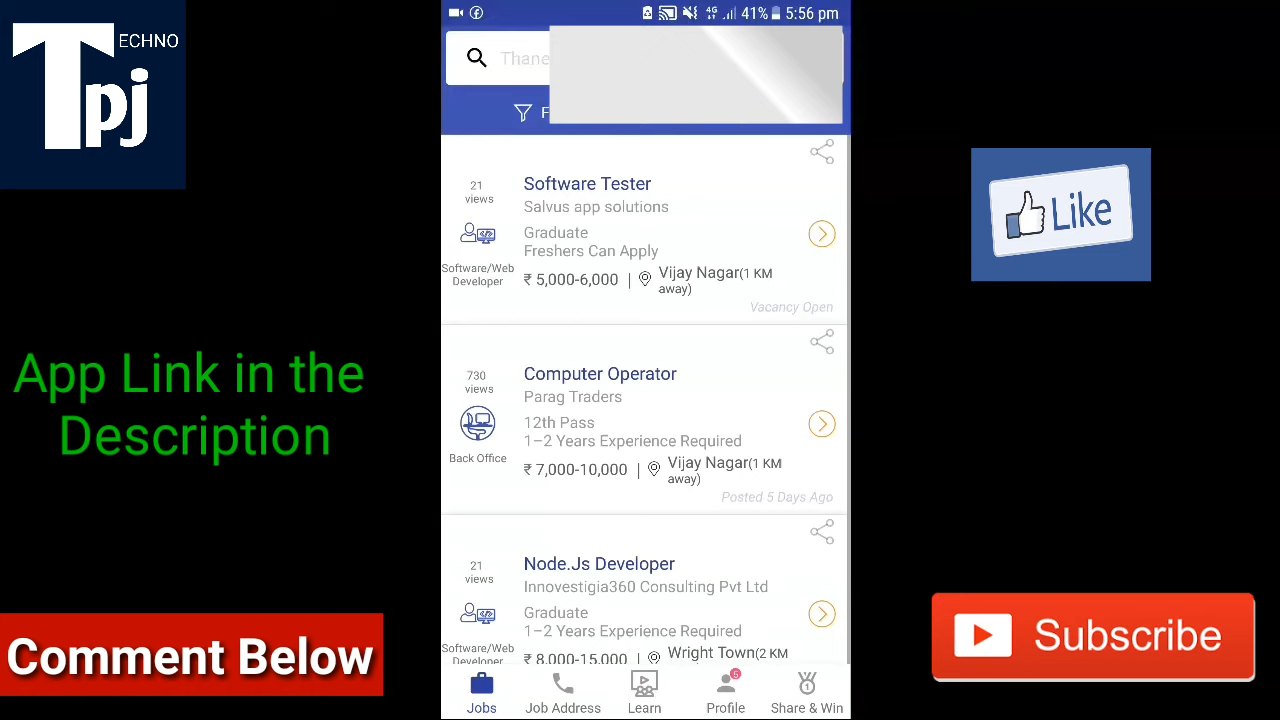 T ECHNO
pj
App Link in the
Description
Comment Below
4G 41% 5:56 pm
Thane
F
21
views
Software/Web
Developer
Software Tester
Salvus app solutions
Graduate
Freshers Can Apply
₹ 5,000-6,000 | Vijay Nagar(1 KM
away)
Vacancy Open
730
views
Back Office
Computer Operator
Parag Traders
12th Pass
1–2 Years Experience Required
₹ 7,000-10,000 | Vijay Nagar(1 KM
away)
Posted 5 Days Ago
21
views
Software/Web
Developer
Node.Js Developer
Innovestigia360 Consulting Pvt Ltd
Graduate
1–2 Years Experience Required
₹ 8,000-15,000 | Wright Town(2 KM
5
1
Jobs Job Address Learn Profile Share & Win
Like
Subscribe